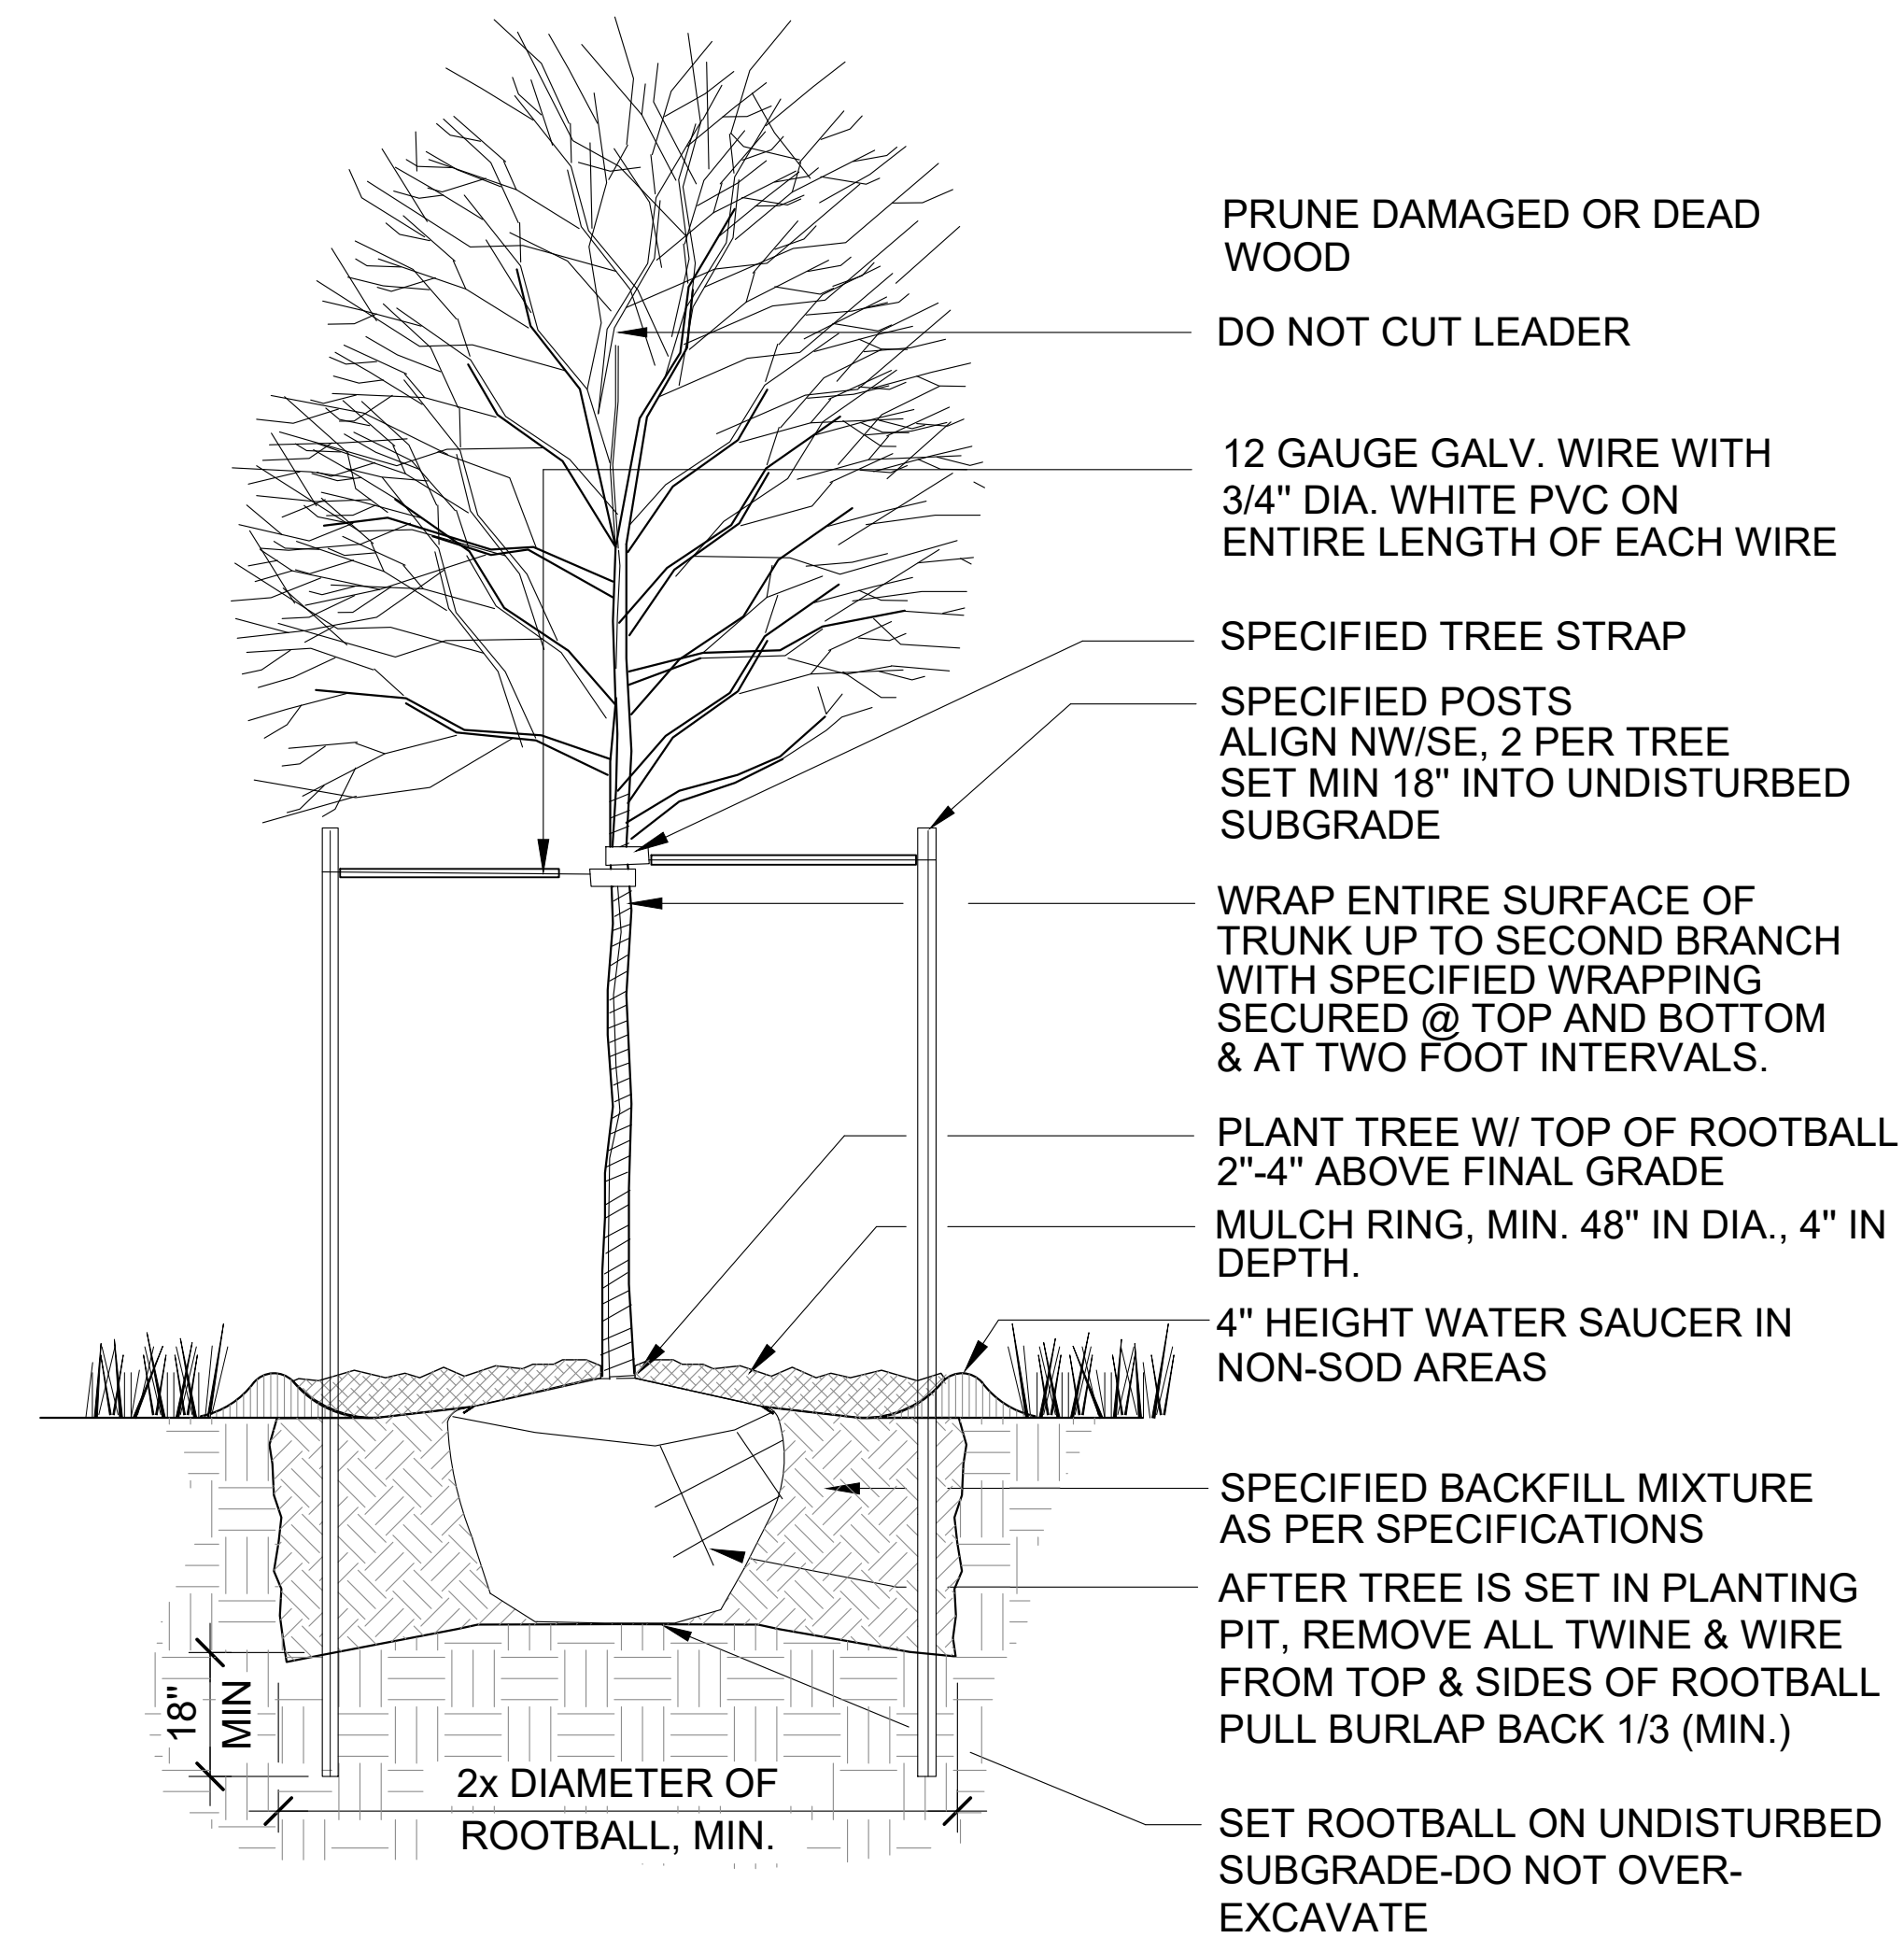 PRUNE DAMAGED OR DEAD
WOOD
DO NOT CUT LEADER
12 GAUGE GALV. WIRE WITH
3/4" DIA. WHITE PVC ON
ENTIRE LENGTH OF EACH WIRE
SPECIFIED TREE STRAP
SPECIFIED POSTS
ALIGN NW/SE, 2 PER TREE
SET MIN 18" INTO UNDISTURBED
SUBGRADE
WRAP ENTIRE SURFACE OF
TRUNK UP TO SECOND BRANCH
WITH SPECIFIED WRAPPING
SECURED @ TOP AND BOTTOM
& AT TWO FOOT INTERVALS.
PLANT TREE W/ TOP OF ROOTBALL
2"-4" ABOVE FINAL GRADE
MULCH RING, MIN. 48" IN DIA., 4" IN
DEPTH.
4" HEIGHT WATER SAUCER IN
NON-SOD AREAS
SPECIFIED BACKFILL MIXTURE
AS PER SPECIFICATIONS
AFTER TREE IS SET IN PLANTING
PIT, REMOVE ALL TWINE & WIRE
FROM TOP & SIDES OF ROOTBALL
PULL BURLAP BACK 1/3 (MIN.)
SET ROOTBALL ON UNDISTURBED
SUBGRADE-DO NOT OVER-
EXCAVATE
18"
MIN
2x DIAMETER OF
ROOTBALL, MIN.